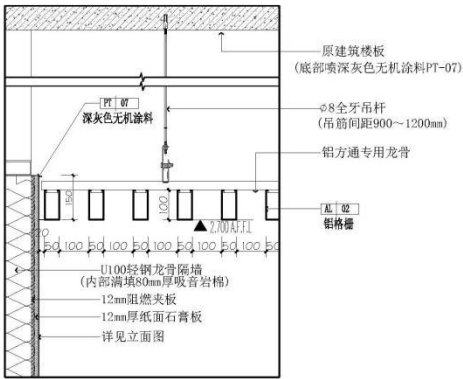 原建筑楼板
(底部喷深灰色无机涂料PT-07)
PT 07
深灰色无机涂料
∅8全牙吊杆
(吊筋间距900～1200mm)
铝方通专用龙骨
150
100
AL 02
铝格栅
2.700 A.F.F.L
20
50 100 50 100 50 100 50 100 50 100 50
U100轻钢龙骨隔墙
(内部满填80mm厚吸音岩棉)
12mm阻燃夹板
12mm厚纸面石膏板
详见立面图